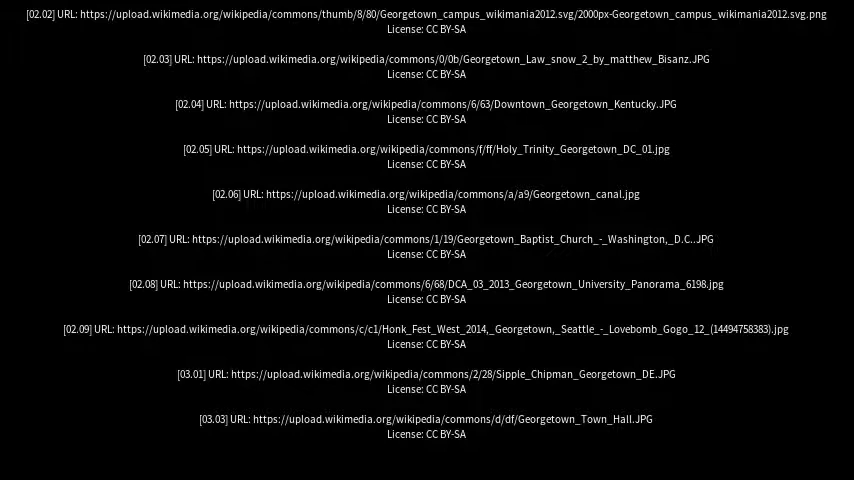 [02.02] URL: https://upload.wikimedia.org/wikipedia/commons/thumb/8/80/Georgetown_campus_wikimania2012.svg/2000px-Georgetown_campus_wikimania2012.svg.png
License: CC BY-SA
[02.03] URL: https://upload.wikimedia.org/wikipedia/commons/0/0b/Georgetown_Law_snow_2_by_matthew_Bisanz.JPG
License: CC BY-SA
[02.04] URL: https://upload.wikimedia.org/wikipedia/commons/6/63/Downtown_Georgetown_Kentucky.JPG
License: CC BY-SA
[02.05] URL: https://upload.wikimedia.org/wikipedia/commons/f/ff/Holy_Trinity_Georgetown_DC_01.jpg
License: CC BY-SA
[02.06] URL: https://upload.wikimedia.org/wikipedia/commons/a/a9/Georgetown_canal.jpg
License: CC BY-SA
[02.07] URL: https://upload.wikimedia.org/wikipedia/commons/1/19/Georgetown_Baptist_Church_-_Washington,_D.C..JPG
License: CC BY-SA
[02.08] URL: https://upload.wikimedia.org/wikipedia/commons/6/68/DCA_03_2013_Georgetown_University_Panorama_6198.jpg
License: CC BY-SA
[02.09] URL: https://upload.wikimedia.org/wikipedia/commons/c/c1/Honk_Fest_West_2014,_Georgetown,_Seattle_-_Lovebomb_Gogo_12_(14494758383).jpg
License: CC BY-SA
[03.01] URL: https://upload.wikimedia.org/wikipedia/commons/2/28/Sipple_Chipman_Georgetown_DE.JPG
License: CC BY-SA
[03.03] URL: https://upload.wikimedia.org/wikipedia/commons/d/df/Georgetown_Town_Hall.JPG
License: CC BY-SA